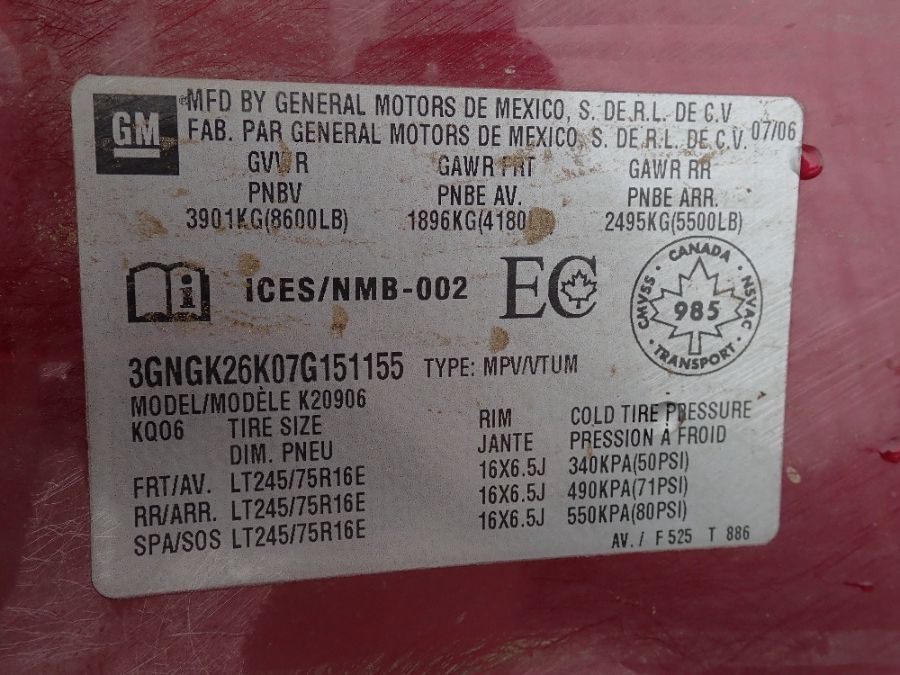 GM
MFD BY GENERAL MOTORS DE MEXICO, S. DE.R.L. DE C.V
FAB. PAR GENERAL MOTORS DE MEXICO, S. DE.R.L. DE C.V. 07/06
GVWR GAWR FRT GAWR RR
PNBV PNBE AV. PNBE ARR.
3901KG(8600LB) 1896KG(4180 2495KG(5500LB)
i ICES/NMB-002 EC
CANADA
CMVSS 985 NSVAC
TRANSPORT
3GNGK26K07G151155 TYPE: MPV/VTUM
MODEL/MODÈLE K20906
KQ06 TIRE SIZE RIM COLD TIRE PRESSURE
DIM. PNEU JANTE PRESSION À FROID
FRT/AV. LT245/75R16E 16X6.5J 340KPA(50PSI)
RR/ARR. LT245/75R16E 16X6.5J 490KPA(71PSI)
SPA/SOS LT245/75R16E 16X6.5J 550KPA(80PSI)
AV. / F 525 T 886